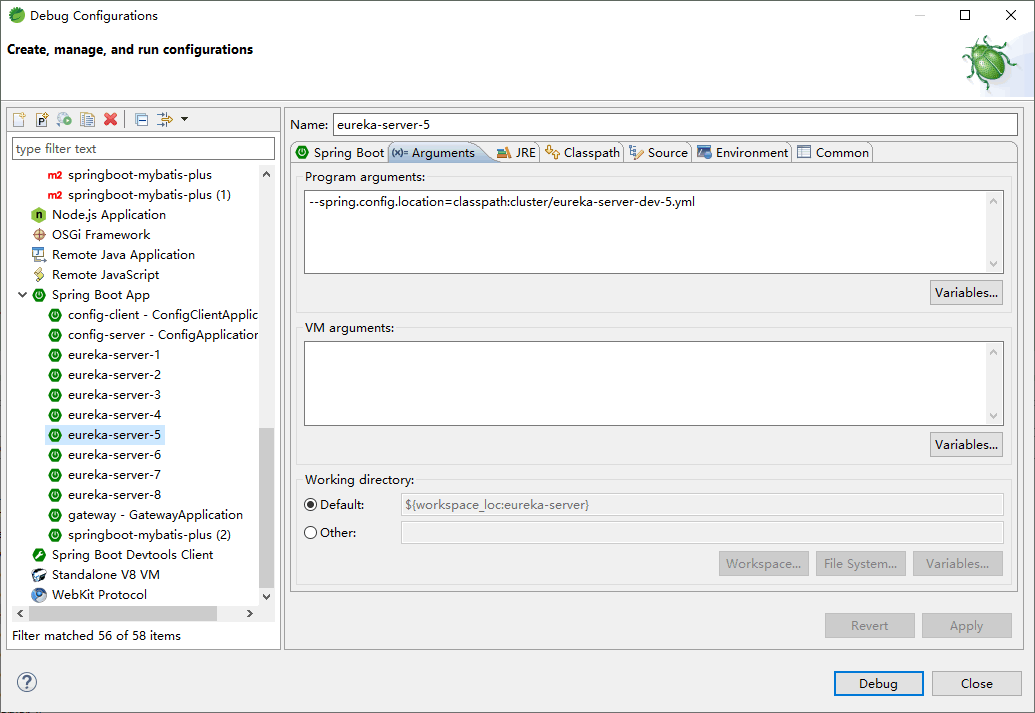 Debug Configurations
Create, manage, and run configurations
type filter text
m2 springboot-mybatis-plus
m2 springboot-mybatis-plus (1)
n Node.js Application
OSGi Framework
Remote Java Application
Remote JavaScript
Spring Boot App
config-client - ConfigClientApplic
config-server - ConfigApplication
eureka-server-1
eureka-server-2
eureka-server-3
eureka-server-4
eureka-server-5
eureka-server-6
eureka-server-7
eureka-server-8
gateway - GatewayApplication
springboot-mybatis-plus (2)
Spring Boot Devtools Client
Standalone V8 VM
WebKit Protocol
Filter matched 56 of 58 items
Name: eureka-server-5
Spring Boot (x)= Arguments JRE Classpath Source Environment Common
Program arguments:
--spring.config.location=classpath:cluster/eureka-server-dev-5.yml
Variables...
VM arguments:
Variables...
Working directory:
Default: ${workspace_loc:eureka-server}
Other:
Workspace... File System... Variables...
Revert Apply
? Debug Close